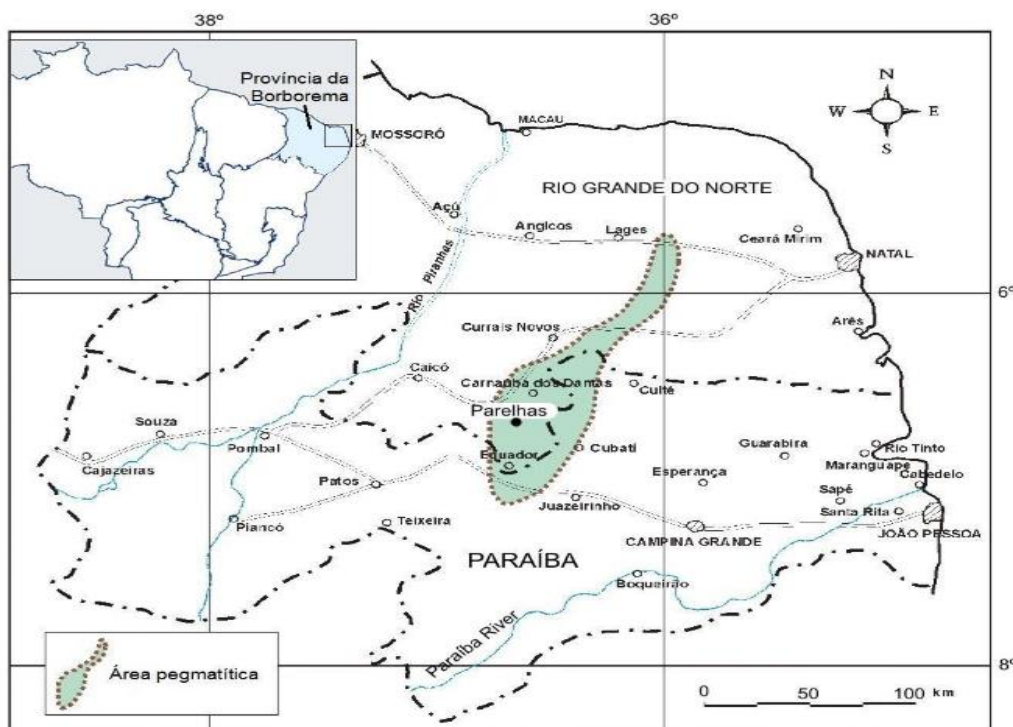 38º
36º
Província da
Borborema
N
W
E
S
MOSSORÓ
MACAU
RIO GRANDE DO NORTE
Açú
Angicos
Lages
Ceará Mirim
NATAL
Rio Piranhas
6º
Currais Novos
Arês
Caicó
Carnaúba dos Dantas
Cuité
Parelhas
Souza
Pombal
Cajazeiras
Equador
Cubati
Guarabira
Rio Tinto
Maranguape
Cabedelo
Esperança
Patos
Sapé
Juazeirinho
Santa Rita
Piancó
Teixeira
CAMPINA GRANDE
JOÃO PESSOA
PARAÍBA
Boqueirão
Paraíba River
8º
Área pegmatítica
0 50 100 km